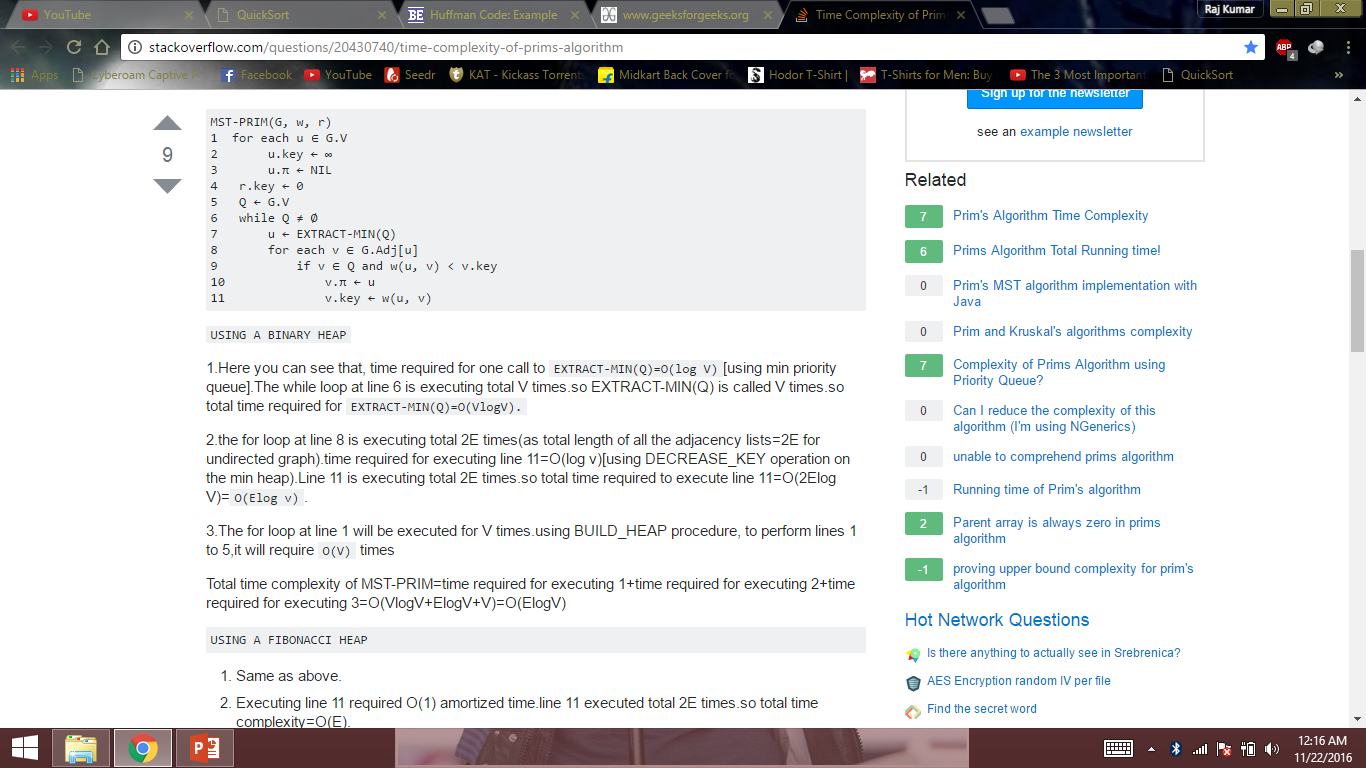 YouTube
QuickSort
Huffman Code: Example
www.geeksforgeeks.org
Time Complexity of Prim
Raj Kumar
stackoverflow.com/questions/20430740/time-complexity-of-prims-algorithm
ABP
4
Apps
Cyberoam Captive
Facebook
YouTube
Seedr
KAT - Kickass Torrent
Midkart Back Cover
Hodor T-Shirt |
T-Shirts for Men: Buy
The 3 Most Important
QuickSort
»
9
MST-PRIM(G, w, r)
1 for each u ∈ G.V
2 u.key ← ∞
3 u.π ← NIL
4 r.key ← 0
5 Q ← G.V
6 while Q ≠ Ø
7 u ← EXTRACT-MIN(Q)
8 for each v ∈ G.Adj[u]
9 if v ∈ Q and w(u, v) < v.key
10 v.π ← u
11 v.key ← w(u, v)
USING A BINARY HEAP
1.Here you can see that, time required for one call to EXTRACT-MIN(Q)=O(log V) [using min priority
queue].The while loop at line 6 is executing total V times.so EXTRACT-MIN(Q) is called V times.so
total time required for EXTRACT-MIN(Q)=O(VlogV).
2.the for loop at line 8 is executing total 2E times(as total length of all the adjacency lists=2E for
undirected graph).time required for executing line 11=O(log v)[using DECREASE_KEY operation on
the min heap).Line 11 is executing total 2E times.so total time required to execute line 11=O(2Elog
V)= O(Elog v) .
3.The for loop at line 1 will be executed for V times.using BUILD_HEAP procedure, to perform lines 1
to 5,it will require O(V) times
Total time complexity of MST-PRIM=time required for executing 1+time required for executing 2+time
required for executing 3=O(VlogV+ElogV+V)=O(ElogV)
USING A FIBONACCI HEAP
1. Same as above.
2. Executing line 11 required O(1) amortized time.line 11 executed total 2E times.so total time
complexity=O(E).
Sign up for the newsletter
see an example newsletter
Related
7 Prim's Algorithm Time Complexity
6 Prims Algorithm Total Running time!
0 Prim's MST algorithm implementation with
Java
0 Prim and Kruskal's algorithms complexity
7 Complexity of Prims Algorithm using
Priority Queue?
0 Can I reduce the complexity of this
algorithm (I'm using NGenerics)
0 unable to comprehend prims algorithm
-1 Running time of Prim's algorithm
2 Parent array is always zero in prims
algorithm
-1 proving upper bound complexity for prim's
algorithm
Hot Network Questions
Is there anything to actually see in Srebrenica?
AES Encryption random IV per file
Find the secret word
12:16 AM
11/22/2016